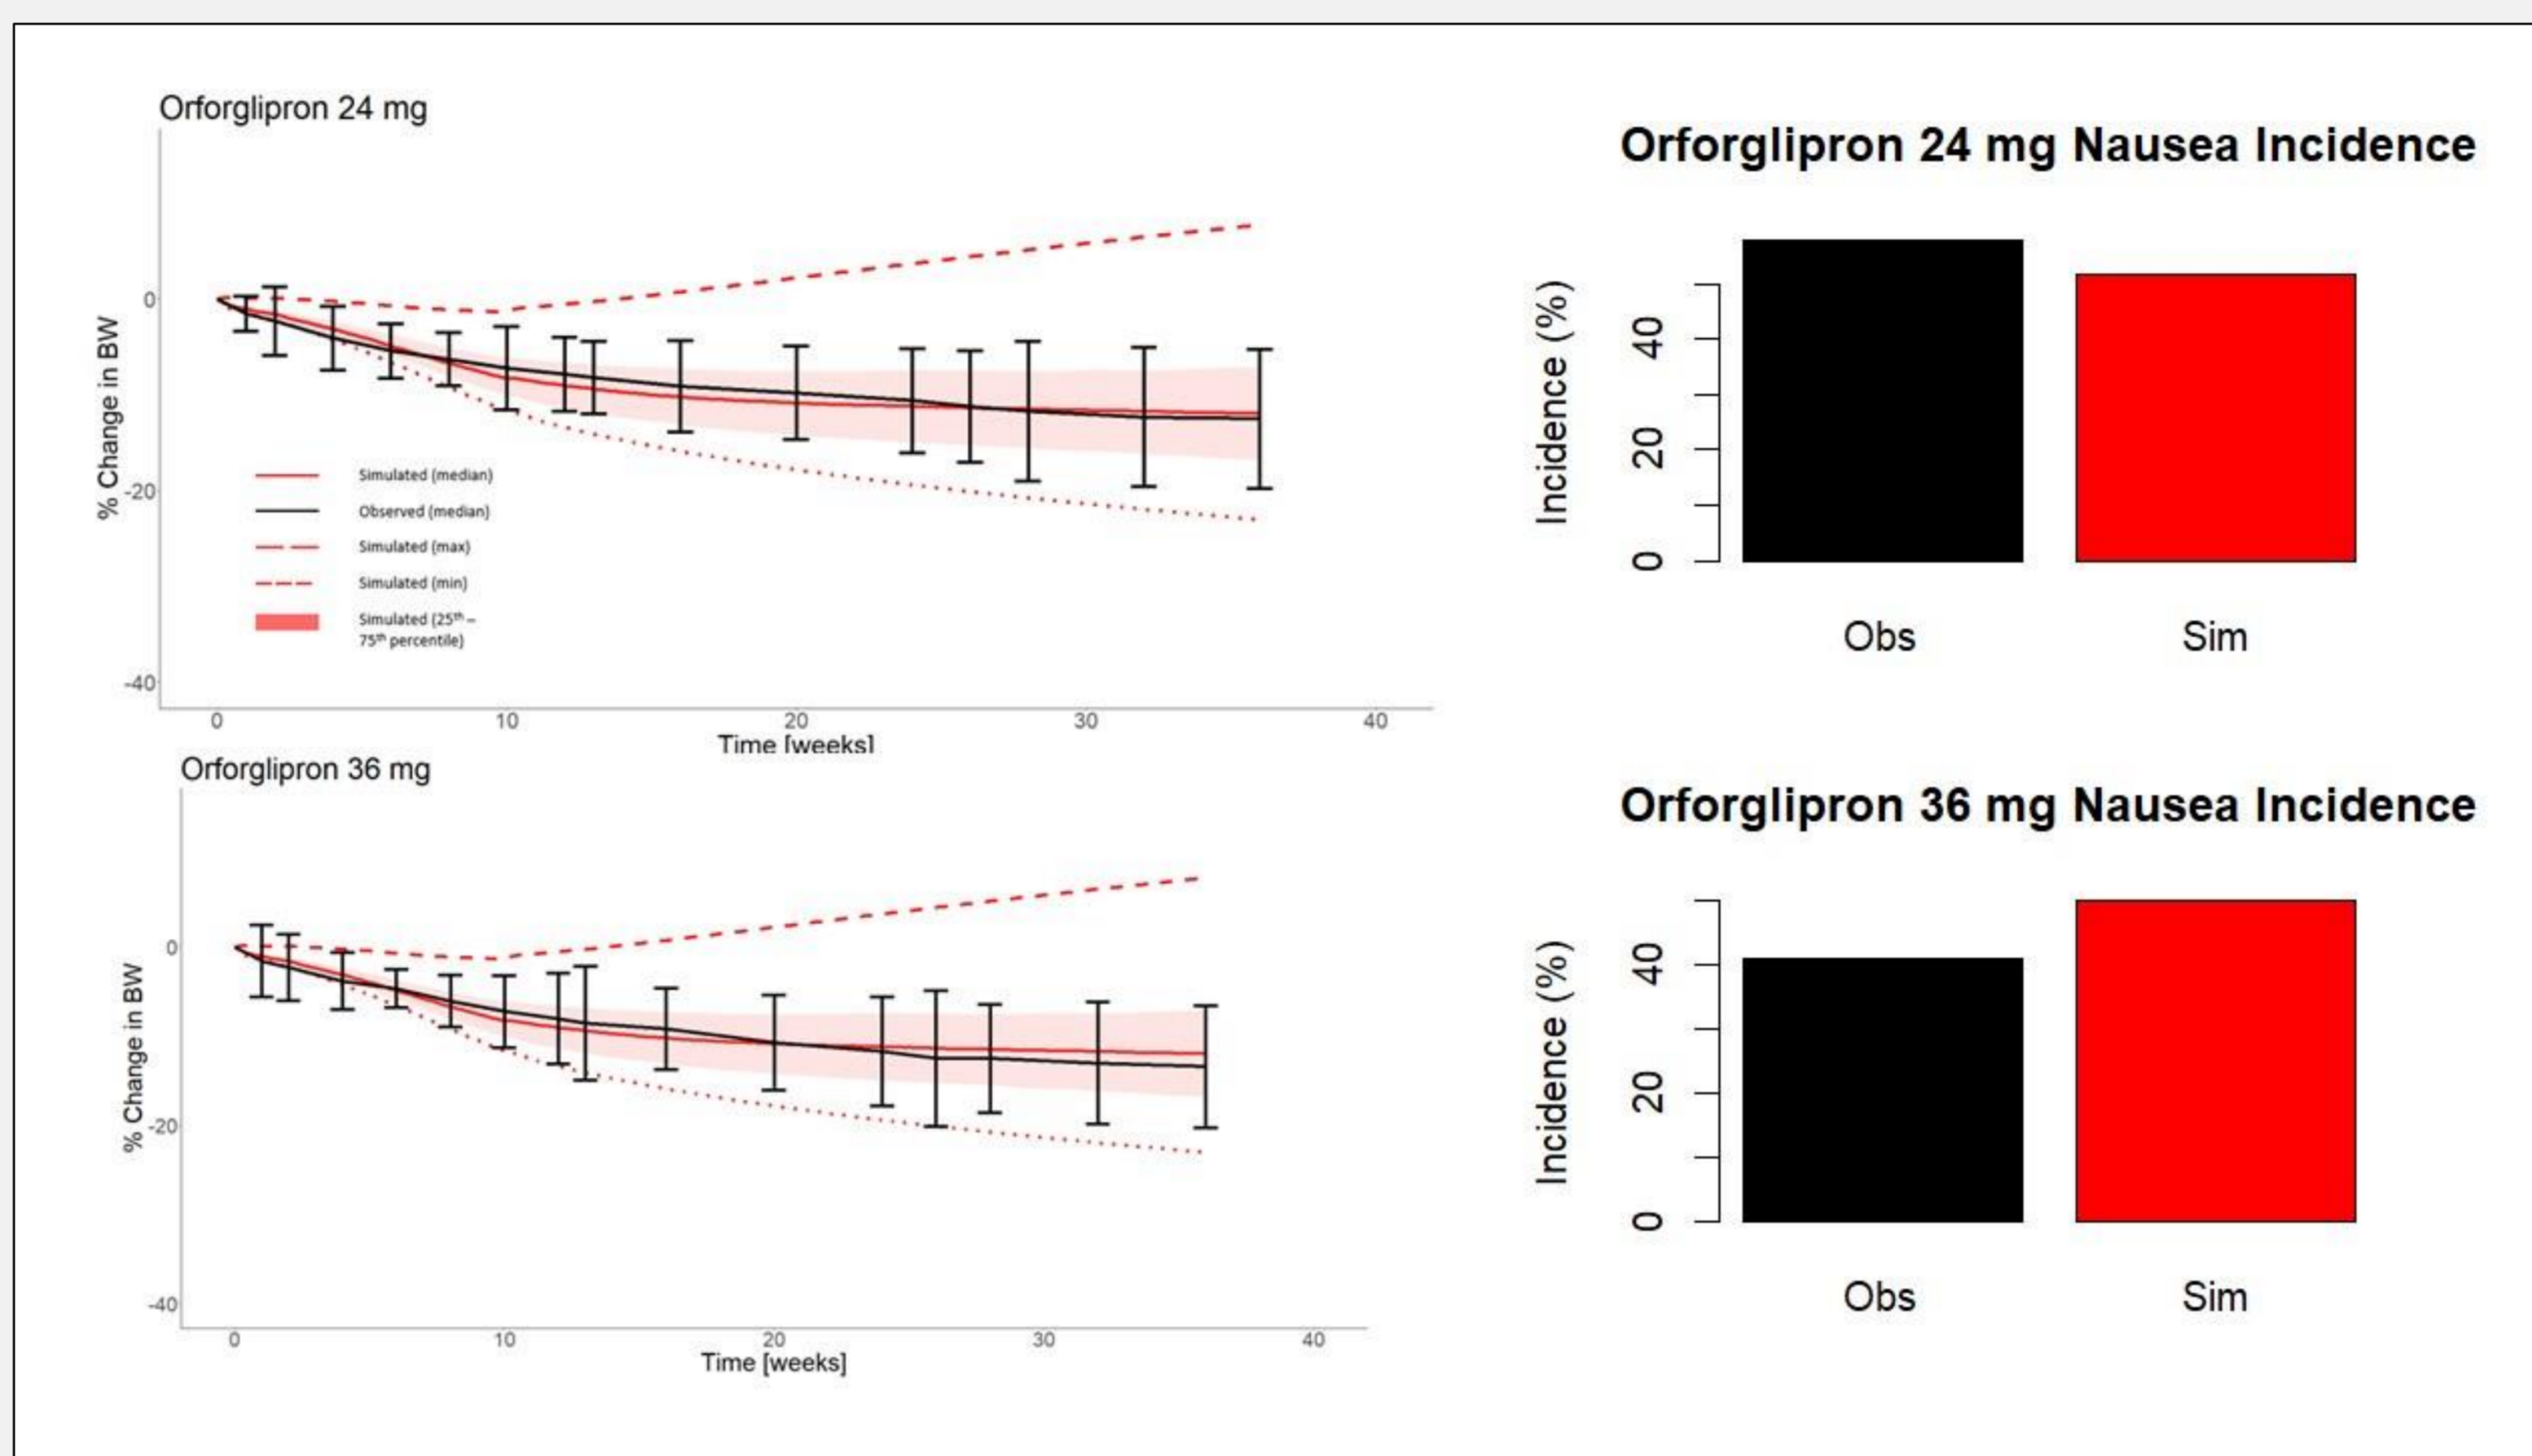 Orforglipron 24 mg
% Change in BW
0
-20
-40
Simulated (median)
Observed (median)
Simulated (max)
Simulated (min)
Simulated (25th –
75th percentile)
0 10 20 30 40
Time [weeks]
Orforglipron 24 mg Nausea Incidence
Incidence (%)
40
20
0
Obs Sim
Orforglipron 36 mg
% Change in BW
0
-20
-40
0 10 20 30 40
Time [weeks]
Orforglipron 36 mg Nausea Incidence
Incidence (%)
40
20
0
Obs Sim